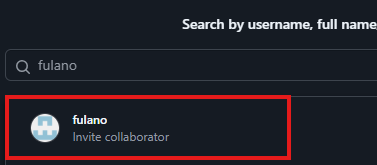 Search by username, full name,
fulano
fulano
Invite collaborator